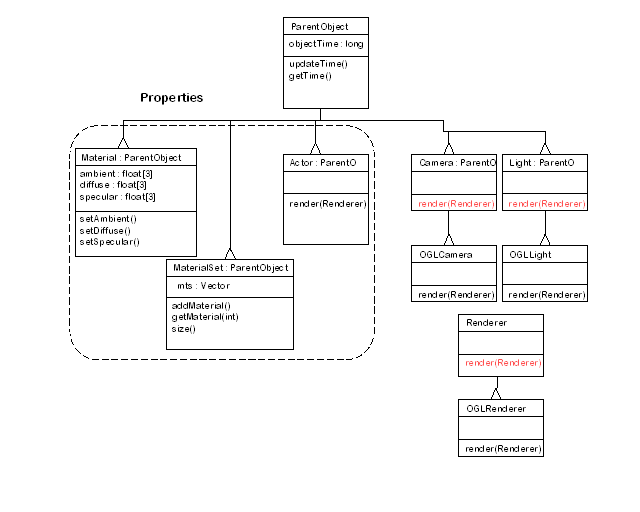 ParentObject
objectTime : long
updateTime()
getTime()
Properties
Material : ParentObject
ambient : float[3]
diffuse : float[3]
specular : float[3]
setAmbient()
setDiffuse()
setSpecular()
Actor : ParentO
render(Renderer)
Camera : ParentO
render(Renderer)
Light : ParentO
render(Renderer)
MaterialSet : ParentObject
mts : Vector
addMaterial()
getMaterial(int)
size()
OGLCamera
render(Renderer)
OGLLight
render(Renderer)
Renderer
render(Renderer)
OGLRenderer
render(Renderer)